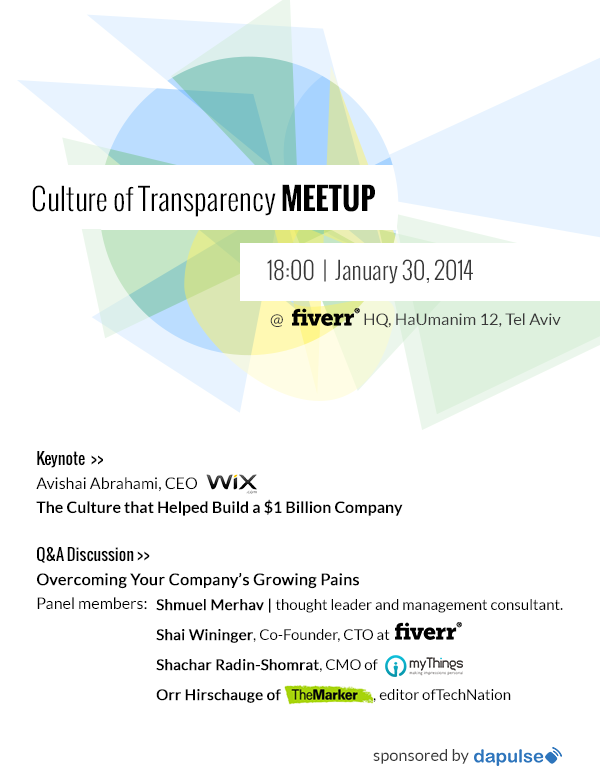 Culture of Transparency MEETUP
18:00 | January 30, 2014
@ fiverr® HQ, HaUmanim 12, Tel Aviv
Keynote >>
Avishai Abrahami, CEO WiX.com
The Culture that Helped Build a $1 Billion Company
Q&A Discussion >>
Overcoming Your Company's Growing Pains
Panel members: Shmuel Merhav | thought leader and management consultant.
Shai Wininger, Co-Founder, CTO at fiverr®
Shachar Radin-Shomrat, CMO of myThings
making impressions personal
Orr Hirschauge of TheMarker, editor ofTechNation
sponsored by dapulse